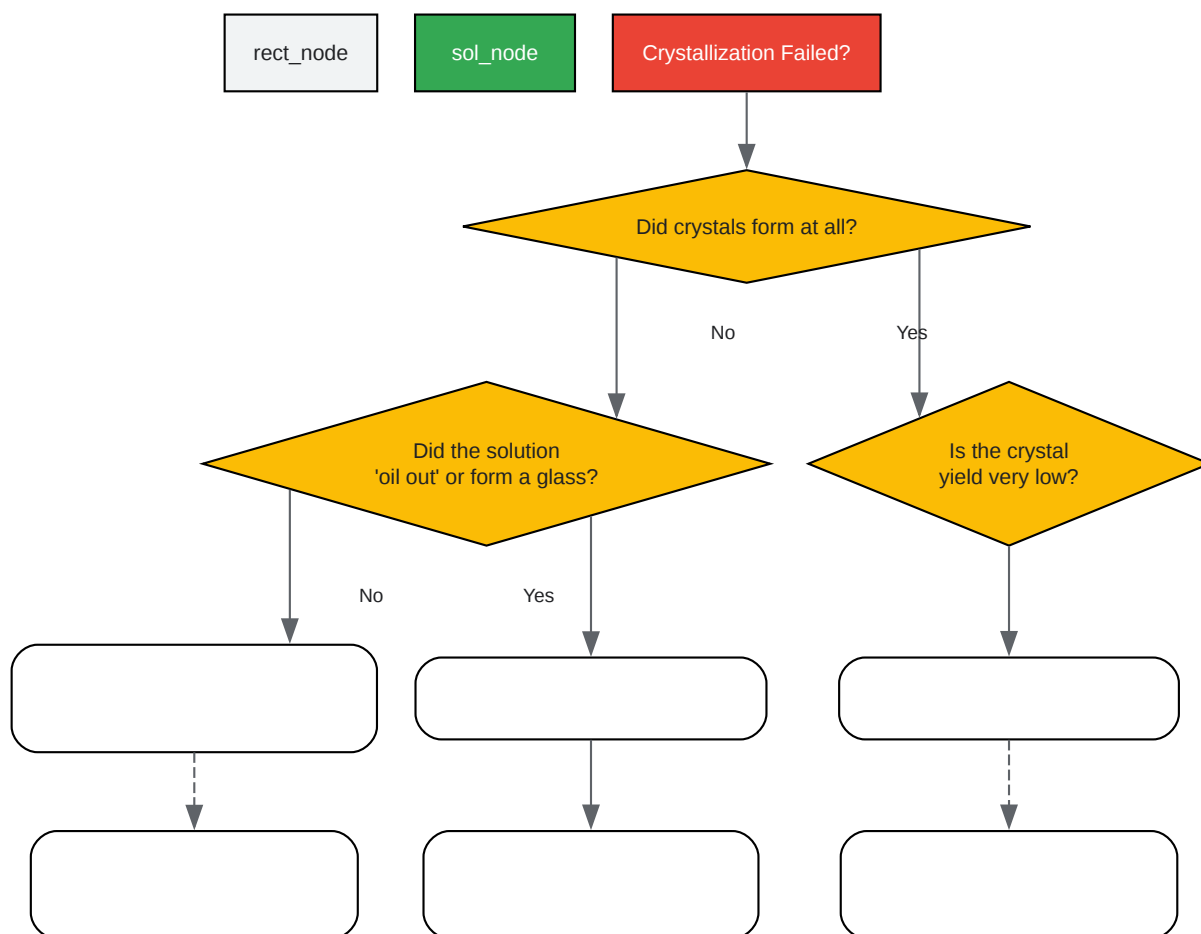 rect_node
sol_node
Crystallization Failed?
Did crystals form at all?
No
Yes
Did the solution
'oil out' or form a glass?
Is the crystal
yield very low?
No
Yes